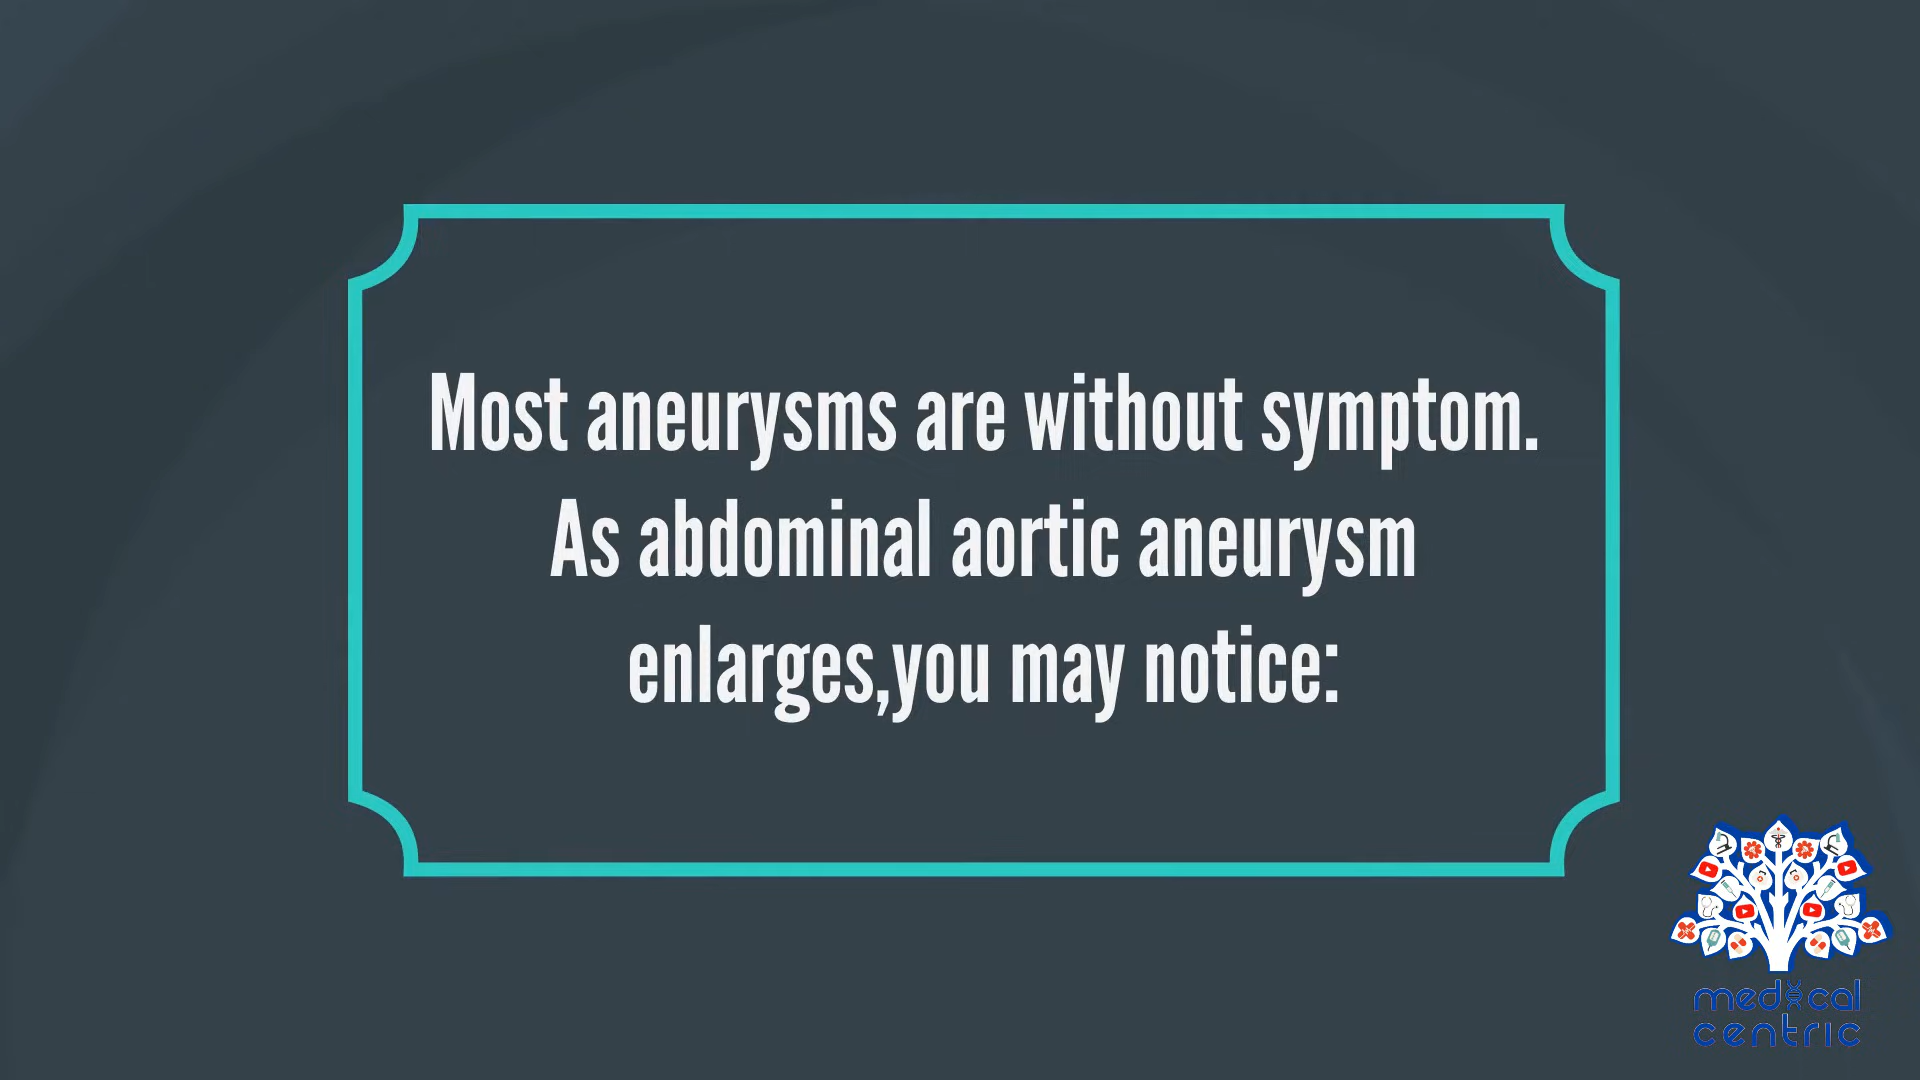 Most aneurysms are without symptom.
As abdominal aortic aneurysm
enlarges,you may notice:
medical
centric